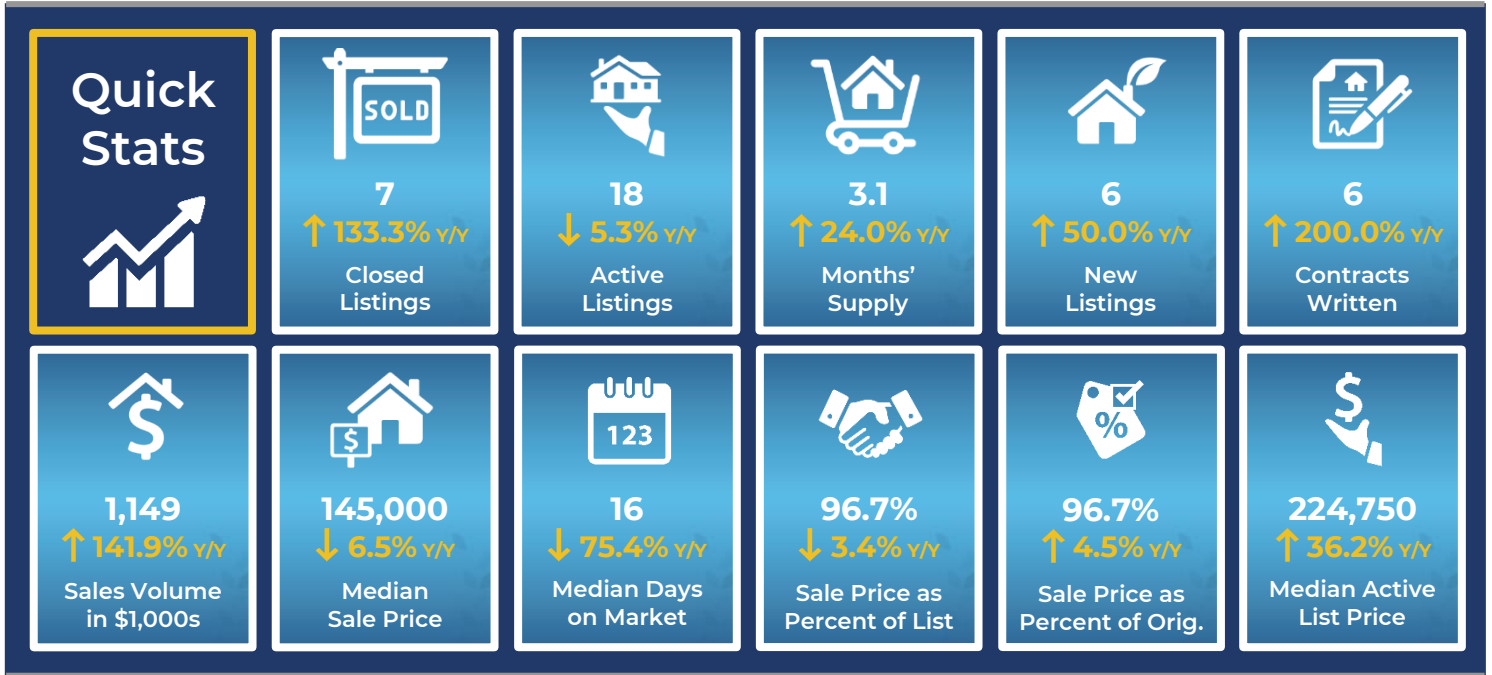 Quick
Stats
SOLD
7
↑ 133.3% Y/Y
Closed
Listings
18
↓ 5.3% Y/Y
Active
Listings
3.1
↑ 24.0% Y/Y
Months’
Supply
6
↑ 50.0% Y/Y
New
Listings
6
↑ 200.0% Y/Y
Contracts
Written
$
1,149
↑ 141.9% Y/Y
Sales Volume
in $1,000s
$
145,000
↓ 6.5% Y/Y
Median
Sale Price
123
16
↓ 75.4% Y/Y
Median Days
on Market
96.7%
↓ 3.4% Y/Y
Sale Price as
Percent of List
%
96.7%
↑ 4.5% Y/Y
Sale Price as
Percent of Orig.
$
224,750
↑ 36.2% Y/Y
Median Active
List Price